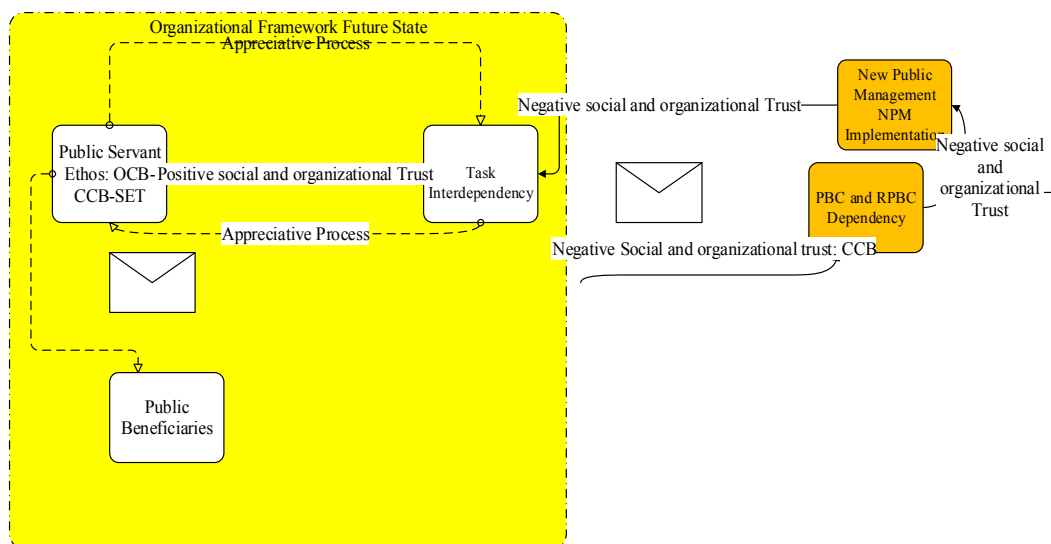 Organizational Framework Future State
Appreciative Process
Public Servant
Ethos: OCB-Positive social and organizational Trust
CCB-SET
Task
Interdependency
Appreciative Process
Public
Beneficiaries
Negative social and organizational Trust
New Public
Management
NPM
Implementation
Negative social
and
organizational
Trust
PBC and RPBC
Dependency
Negative Social and organizational trust: CCB